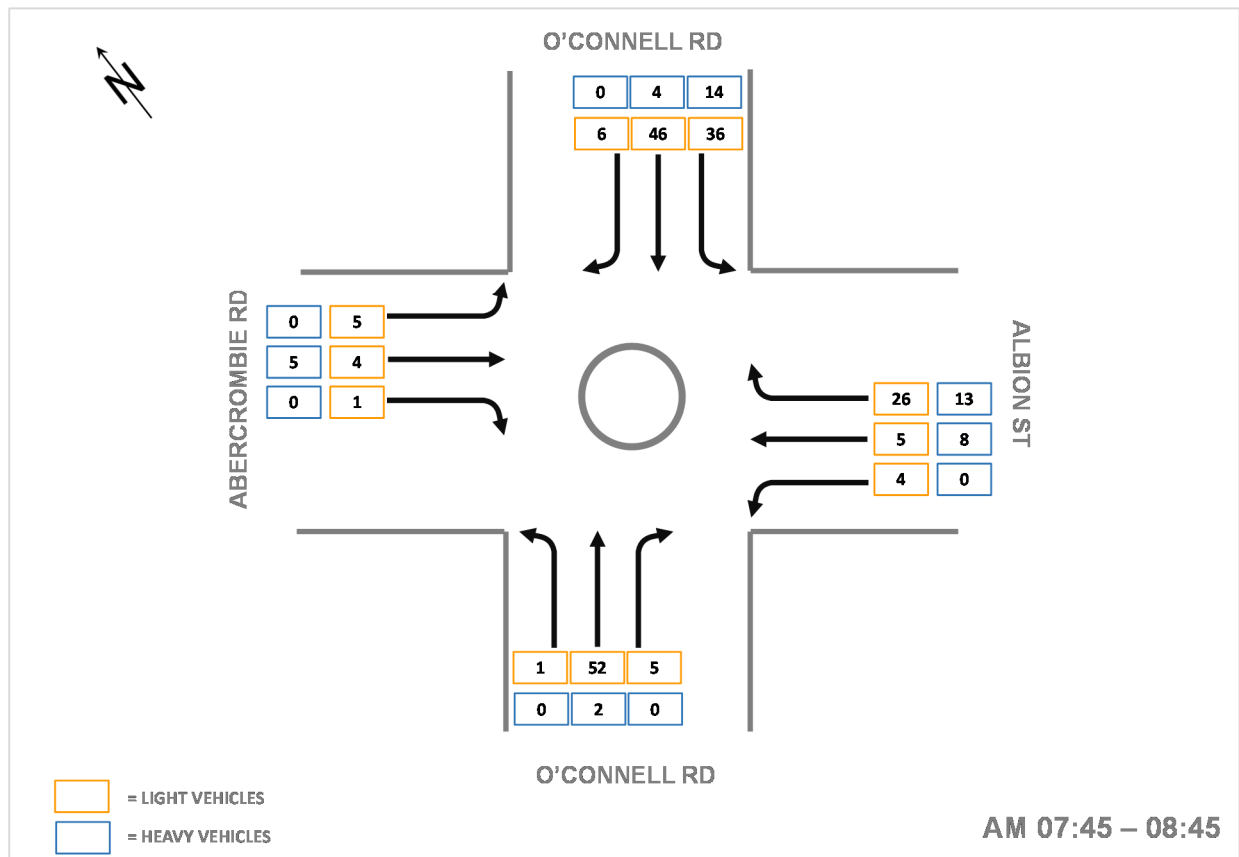 O'CONNELL RD
N
0 4 14
6 46 36
ABERCROMBIE RD
0 5
5 4
0 1
ALBION ST
26 13
5 8
4 0
1 52 5
0 2 0
O'CONNELL RD
= LIGHT VEHICLES
= HEAVY VEHICLES
AM 07:45 – 08:45